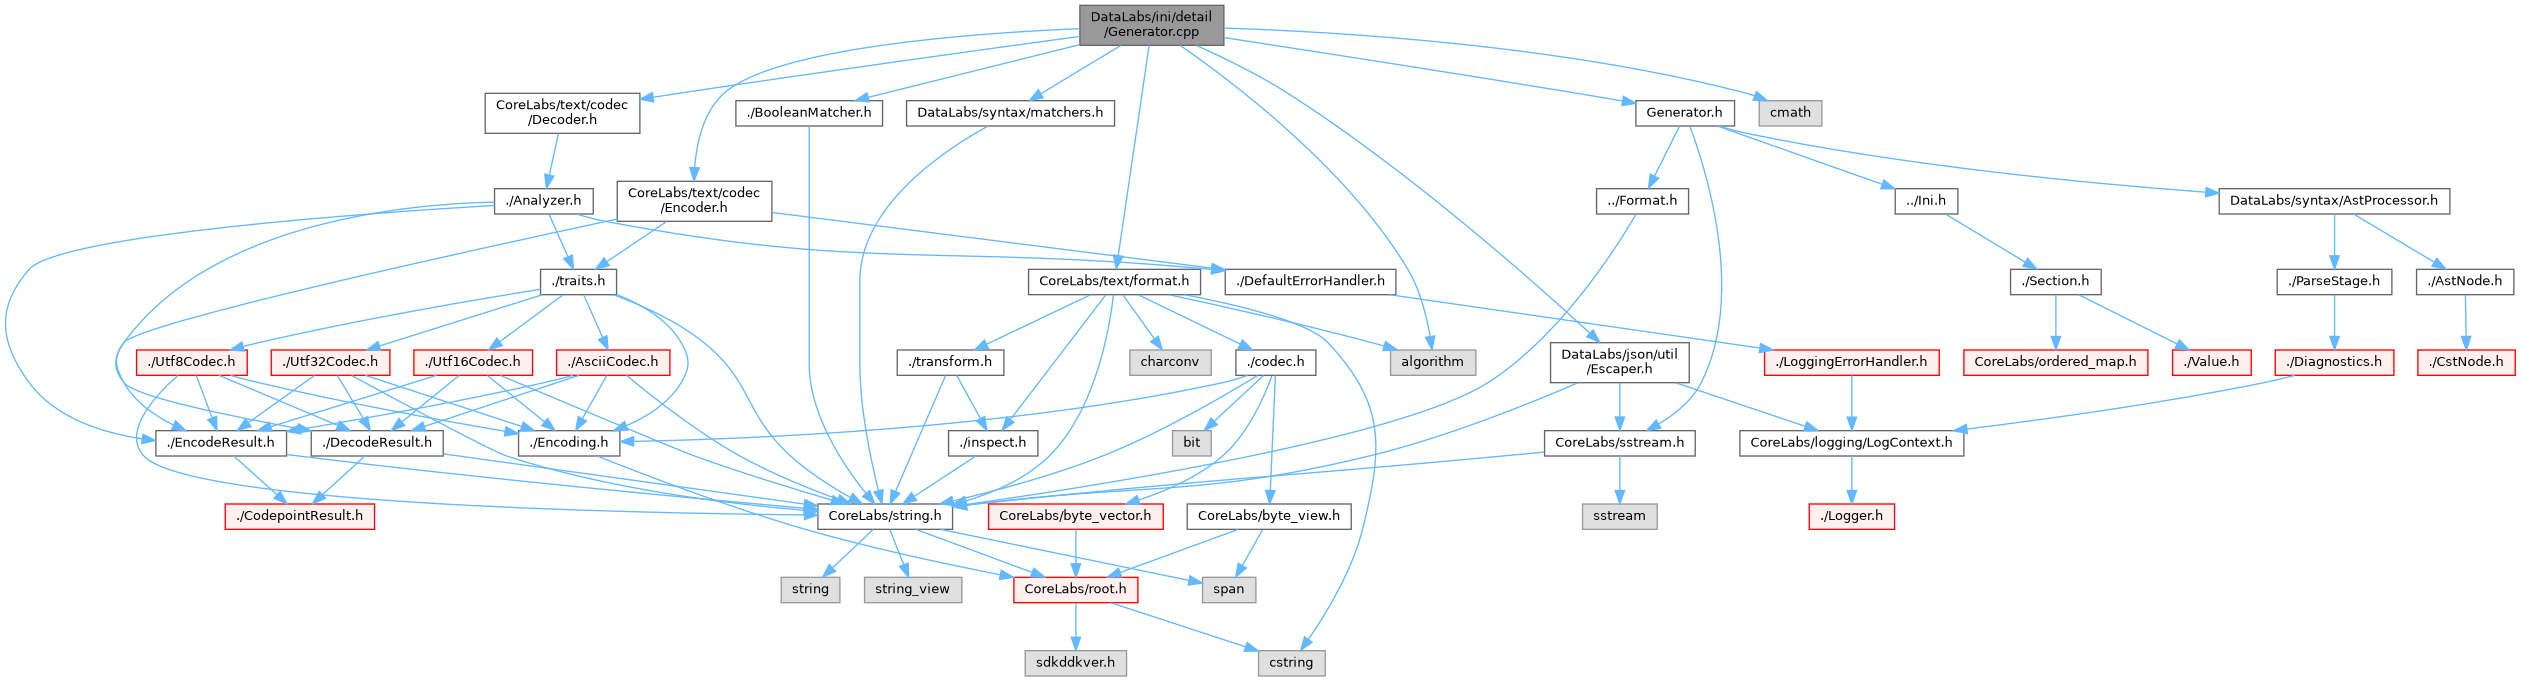 DataLabs/ini/detail
/Generator.cpp
CoreLabs/text/codec
/Decoder.h
./BooleanMatcher.h
DataLabs/syntax/matchers.h
Generator.h
cmath
./Analyzer.h
CoreLabs/text/codec
/Encoder.h
../Format.h
../Ini.h
DataLabs/syntax/AstProcessor.h
./traits.h
CoreLabs/text/format.h
./DefaultErrorHandler.h
./Section.h
./ParseStage.h
./AstNode.h
./Utf8Codec.h
./Utf32Codec.h
./Utf16Codec.h
./AsciiCodec.h
./transform.h
charconv
./codec.h
algorithm
DataLabs/json/util
/Escaper.h
./LoggingErrorHandler.h
CoreLabs/ordered_map.h
./Value.h
./Diagnostics.h
./CstNode.h
./EncodeResult.h
./DecodeResult.h
./Encoding.h
./inspect.h
bit
CoreLabs/sstream.h
CoreLabs/logging/LogContext.h
./CodepointResult.h
CoreLabs/string.h
CoreLabs/byte_vector.h
CoreLabs/byte_view.h
sstream
./Logger.h
string
string_view
CoreLabs/root.h
span
sdkddkver.h
cstring